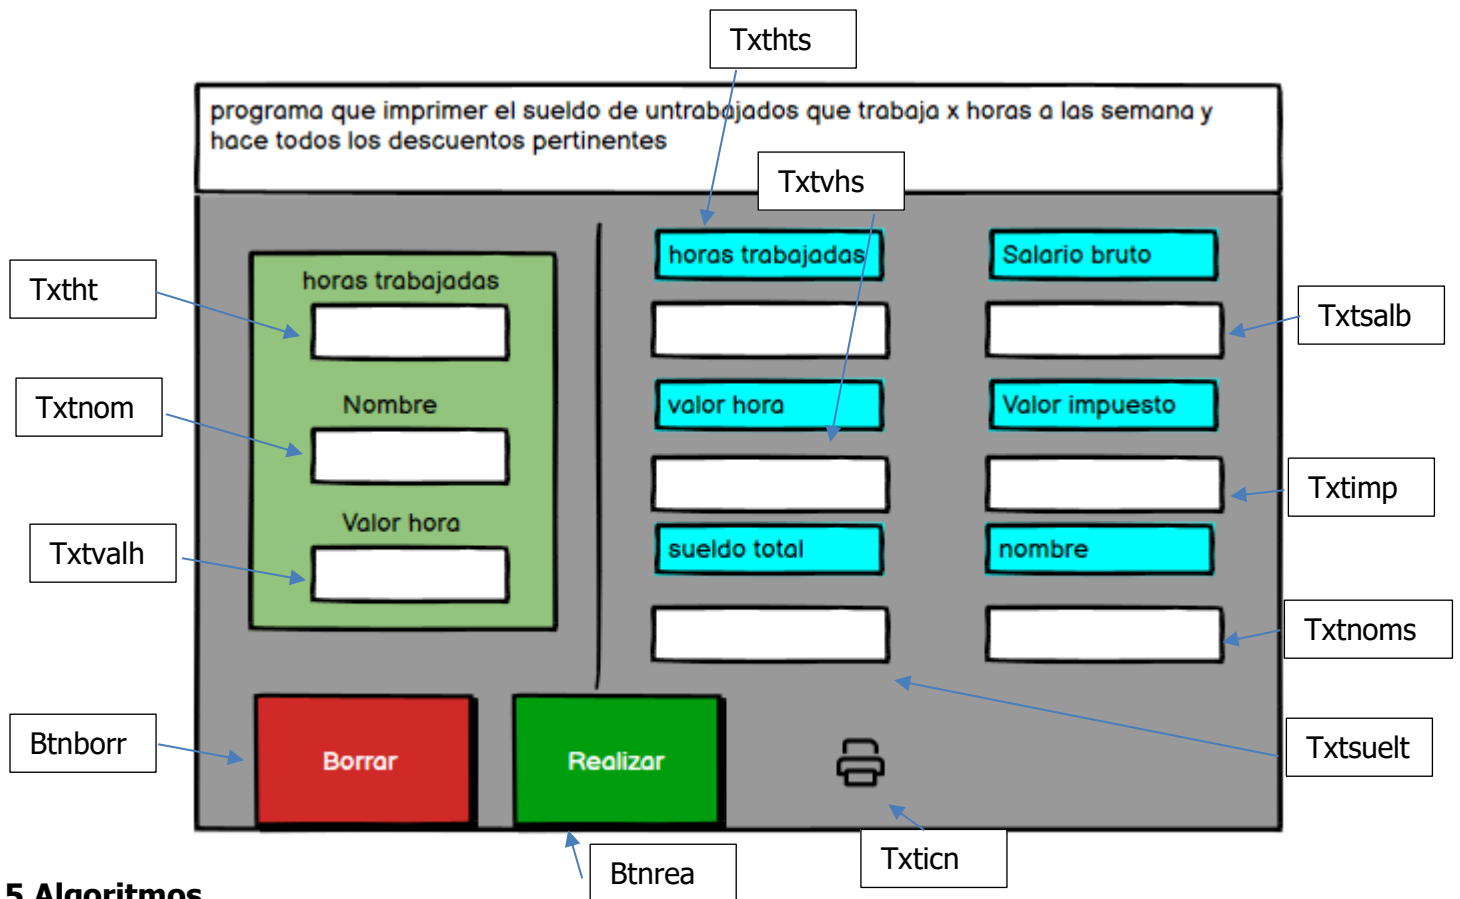 Txthts
programa que imprimer el sueldo de untrabajados que trabaja x horas a las semana y
hace todos los descuentos pertinentes
Txtvhs
horas trabajadas
Salario bruto
horas trabajadas
Txtht
Txtsalb
Txtnom
Nombre
valor hora
Valor impuesto
Txtimp
Valor hora
Txtvalh
sueldo total
nombre
Txtnoms
Btnborr
Borrar
Realizar
Txtsuelt
Txticn
Btnrea
5 Algoritmos